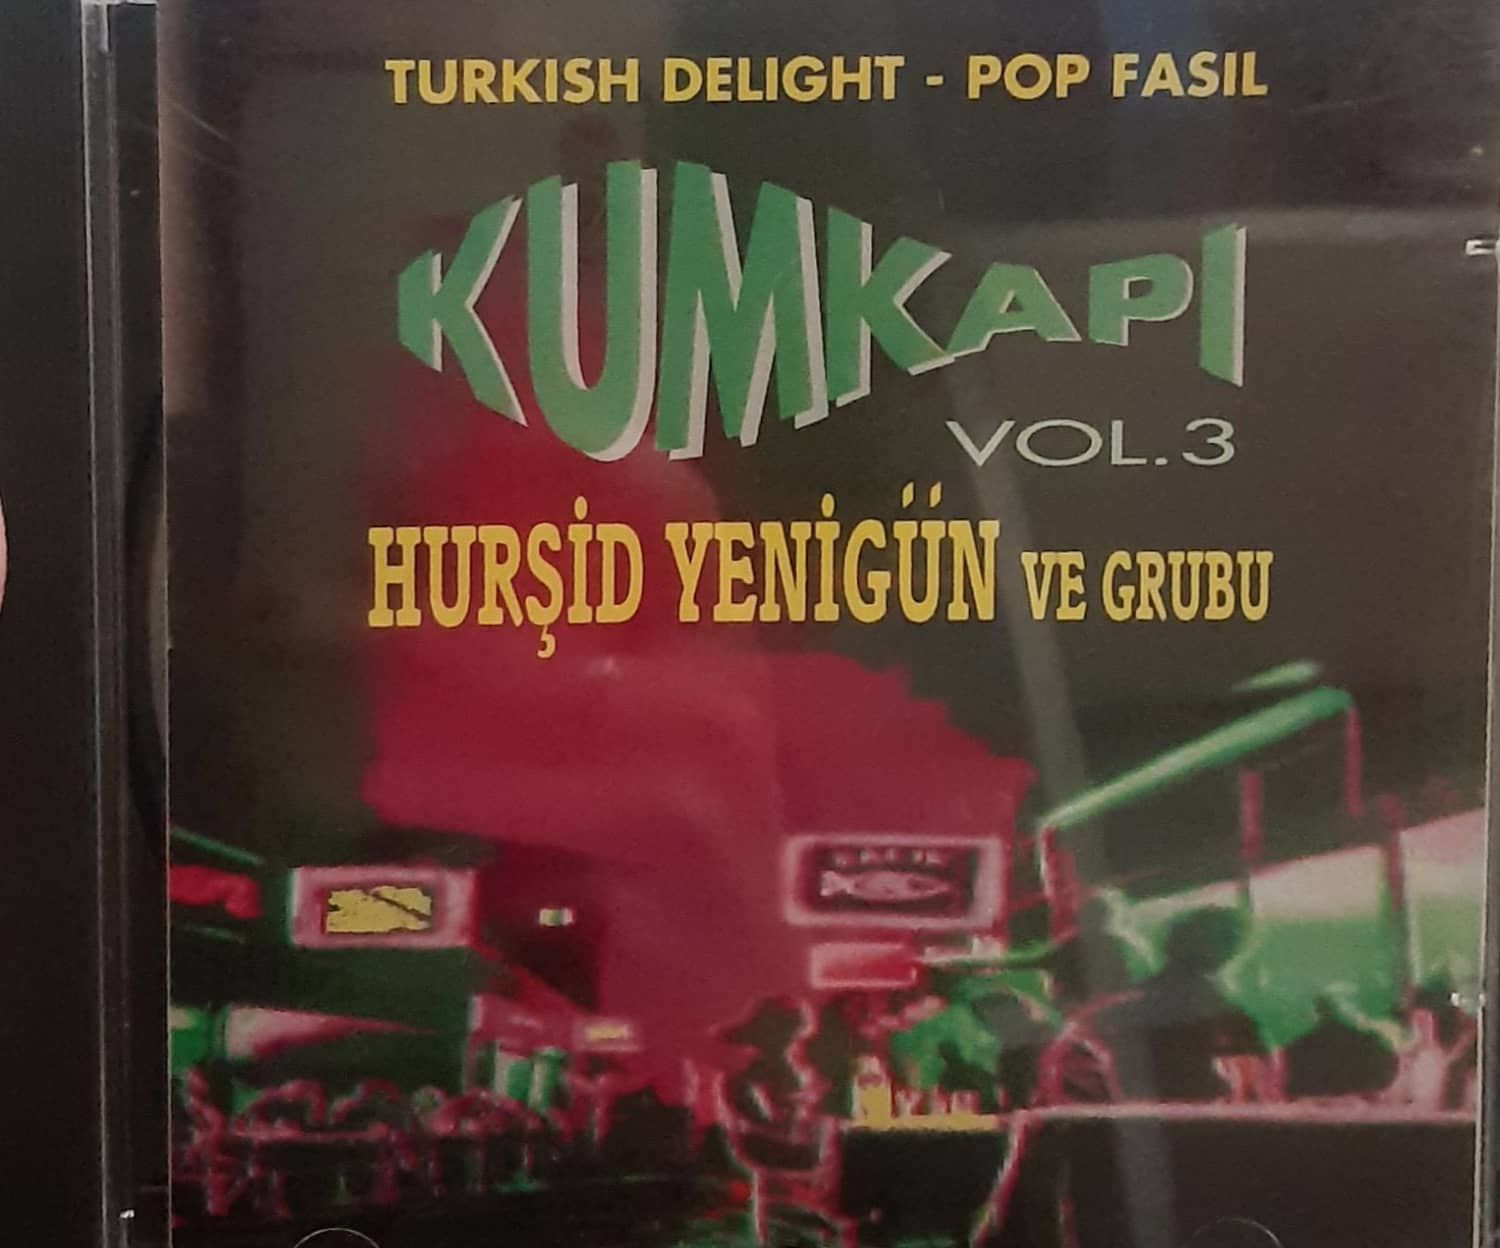 TURKISH DELIGHT - POP FASIL
KUMKAPI
VOL.3
HURŞİD YENİGÜN VE GRUBU